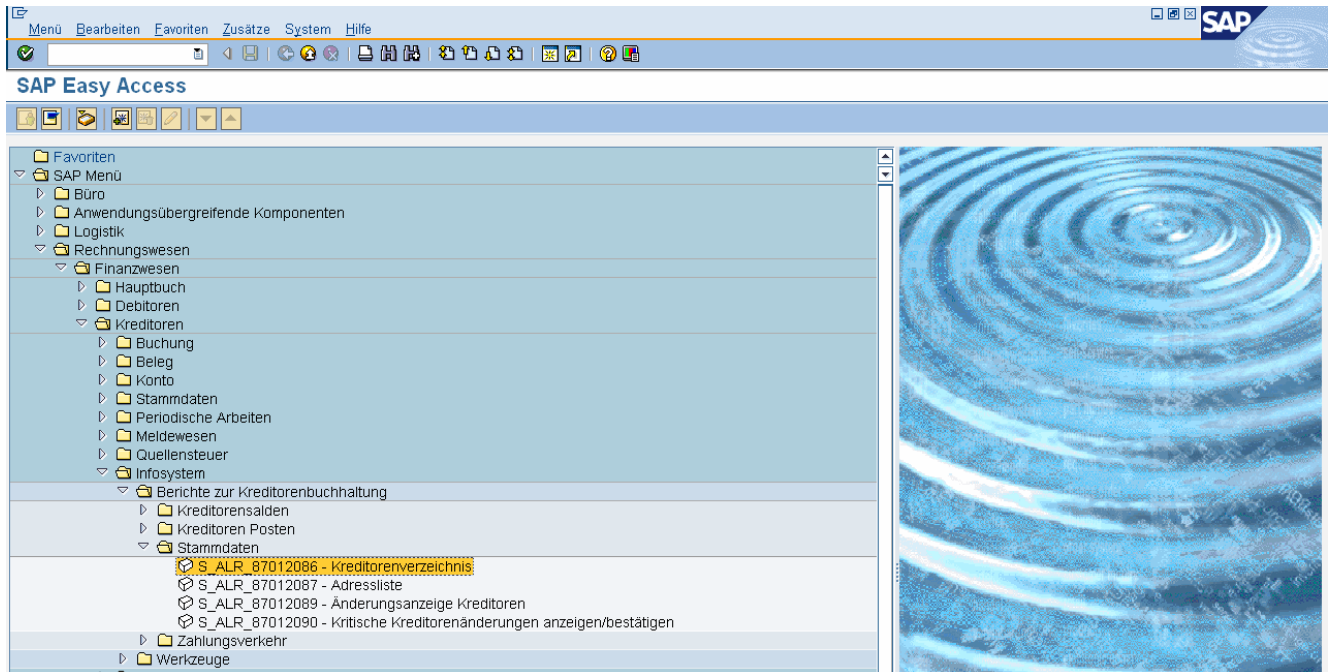 Menü Bearbeiten Favoriten Zusätze System Hilfe
SAP
SAP Easy Access
Favoriten
SAP Menü
Büro
Anwendungsübergreifende Komponenten
Logistik
Rechnungswesen
Finanzwesen
Hauptbuch
Debitoren
Kreditoren
Buchung
Beleg
Konto
Stammdaten
Periodische Arbeiten
Meldewesen
Quellensteuer
Infosystem
Berichte zur Kreditorenbuchhaltung
Kreditorensalden
Kreditoren Posten
Stammdaten
S_ALR_87012086 - Kreditorenverzeichnis
S_ALR_87012087 - Adressliste
S_ALR_87012089 - Änderungsanzeige Kreditoren
S_ALR_87012090 - Kritische Kreditorenänderungen anzeigen/bestätigen
Zahlungsverkehr
Werkzeuge